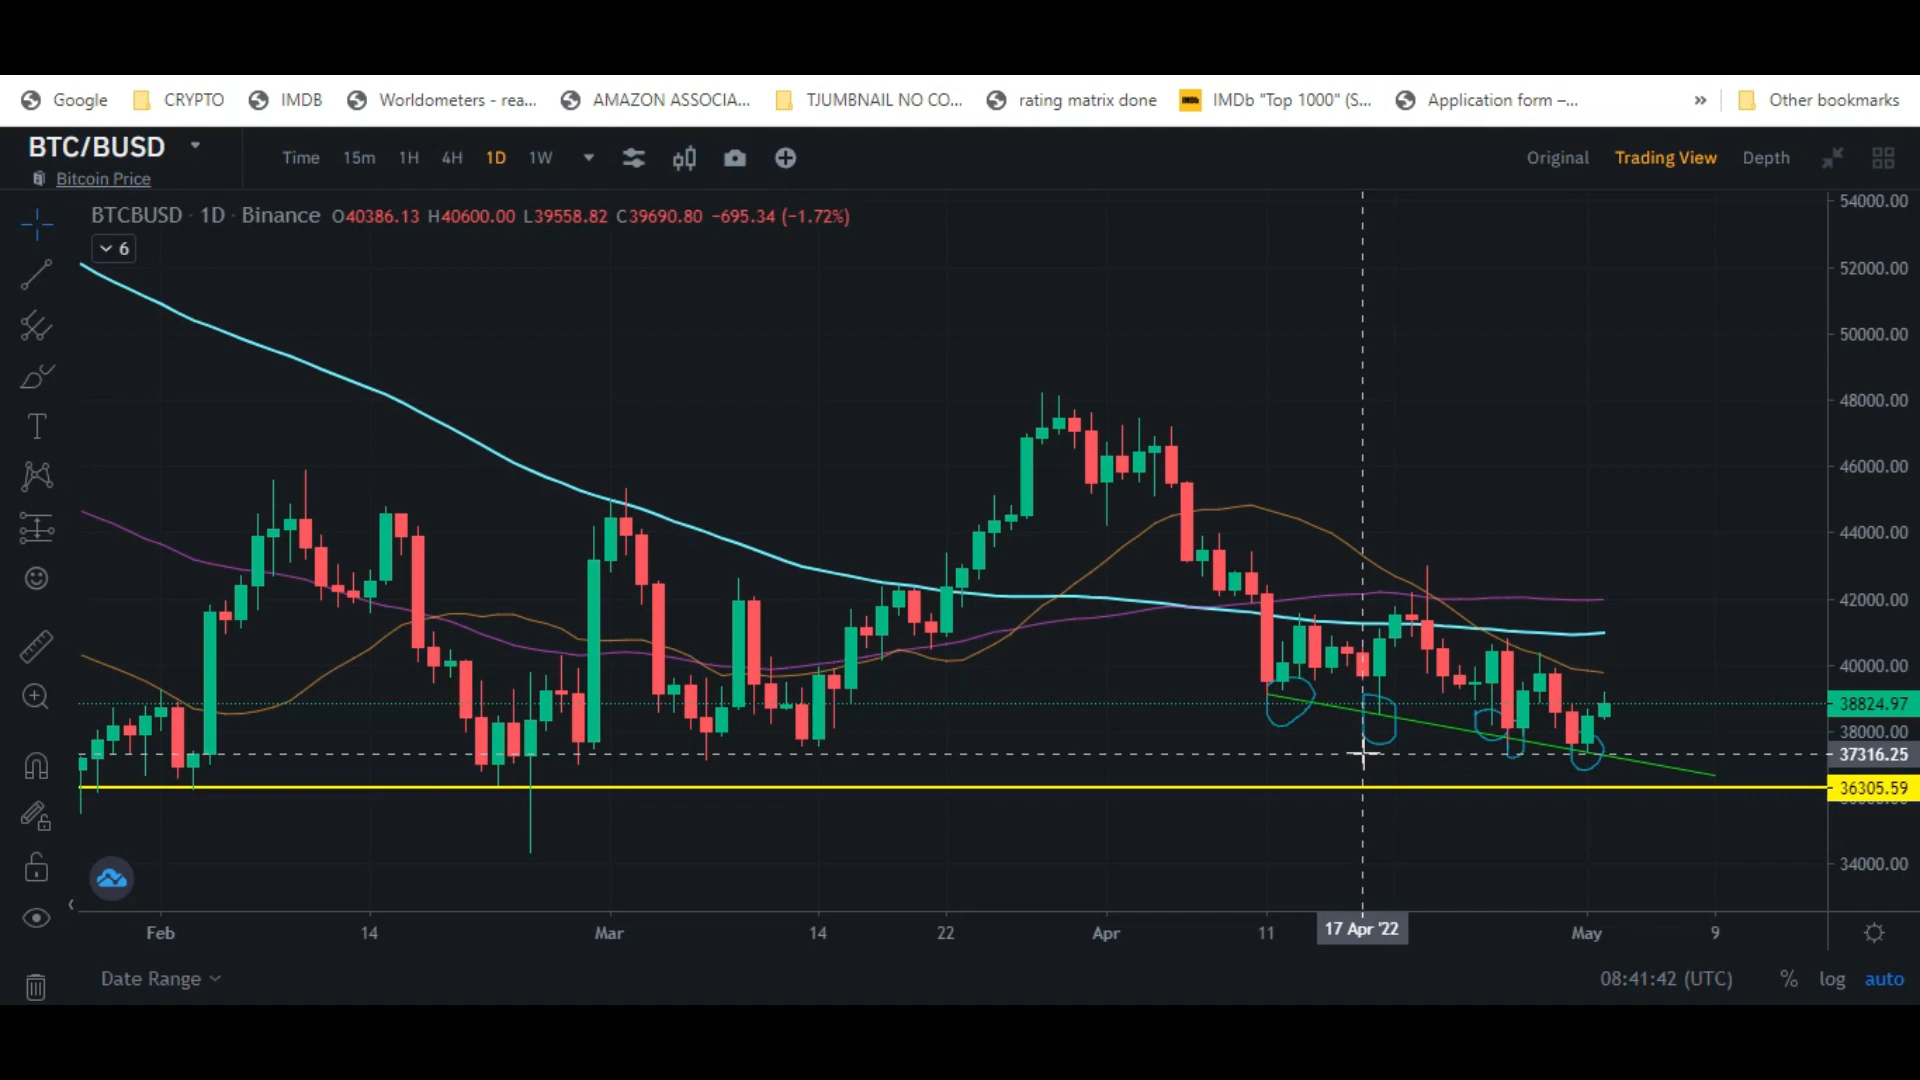 Google CRYPTO IMDB Worldometers - rea... AMAZON ASSOCIA... TJUMBNAIL NO CO... rating matrix done IMDb IMDb "Top 1000" (S... Application form –... » Other bookmarks
BTC/BUSD Time 15m 1H 4H 1D 1W Original Trading View Depth
Bitcoin Price
BTCBUSD · 1D · Binance O40386.13 H40600.00 L39558.82 C39690.80 −695.34 (−1.72%)
6
54000.00
52000.00
50000.00
48000.00
46000.00
44000.00
42000.00
40000.00
38824.97
38000.00
37316.25
36305.59
34000.00
Feb 14 Mar 14 22 Apr 11 17 Apr '22 May 9
Date Range 08:41:42 (UTC) % log auto